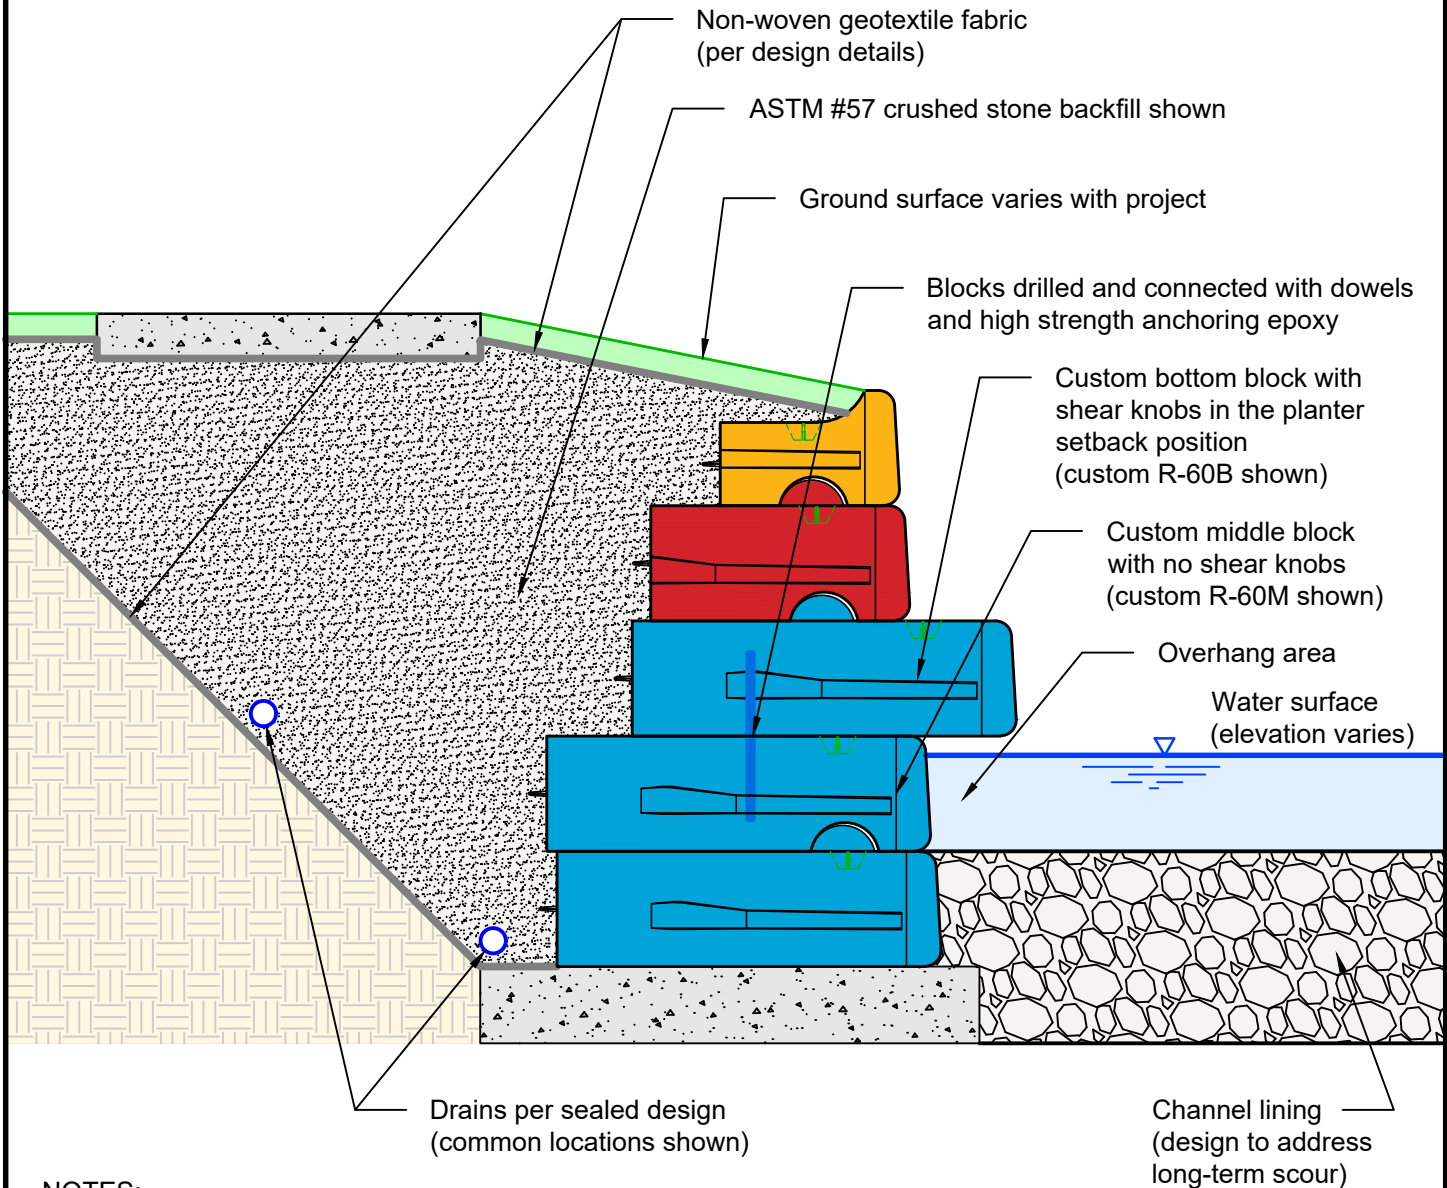 Non-woven geotextile fabric
(per design details)
ASTM #57 crushed stone backfill shown
Ground surface varies with project
Blocks drilled and connected with dowels
and high strength anchoring epoxy
Custom bottom block with
shear knobs in the planter
setback position
(custom R-60B shown)
Custom middle block
with no shear knobs
(custom R-60M shown)
Overhang area
Water surface
(elevation varies)
Drains per sealed design
(common locations shown)
Channel lining
(design to address
long-term scour)
NOTES: